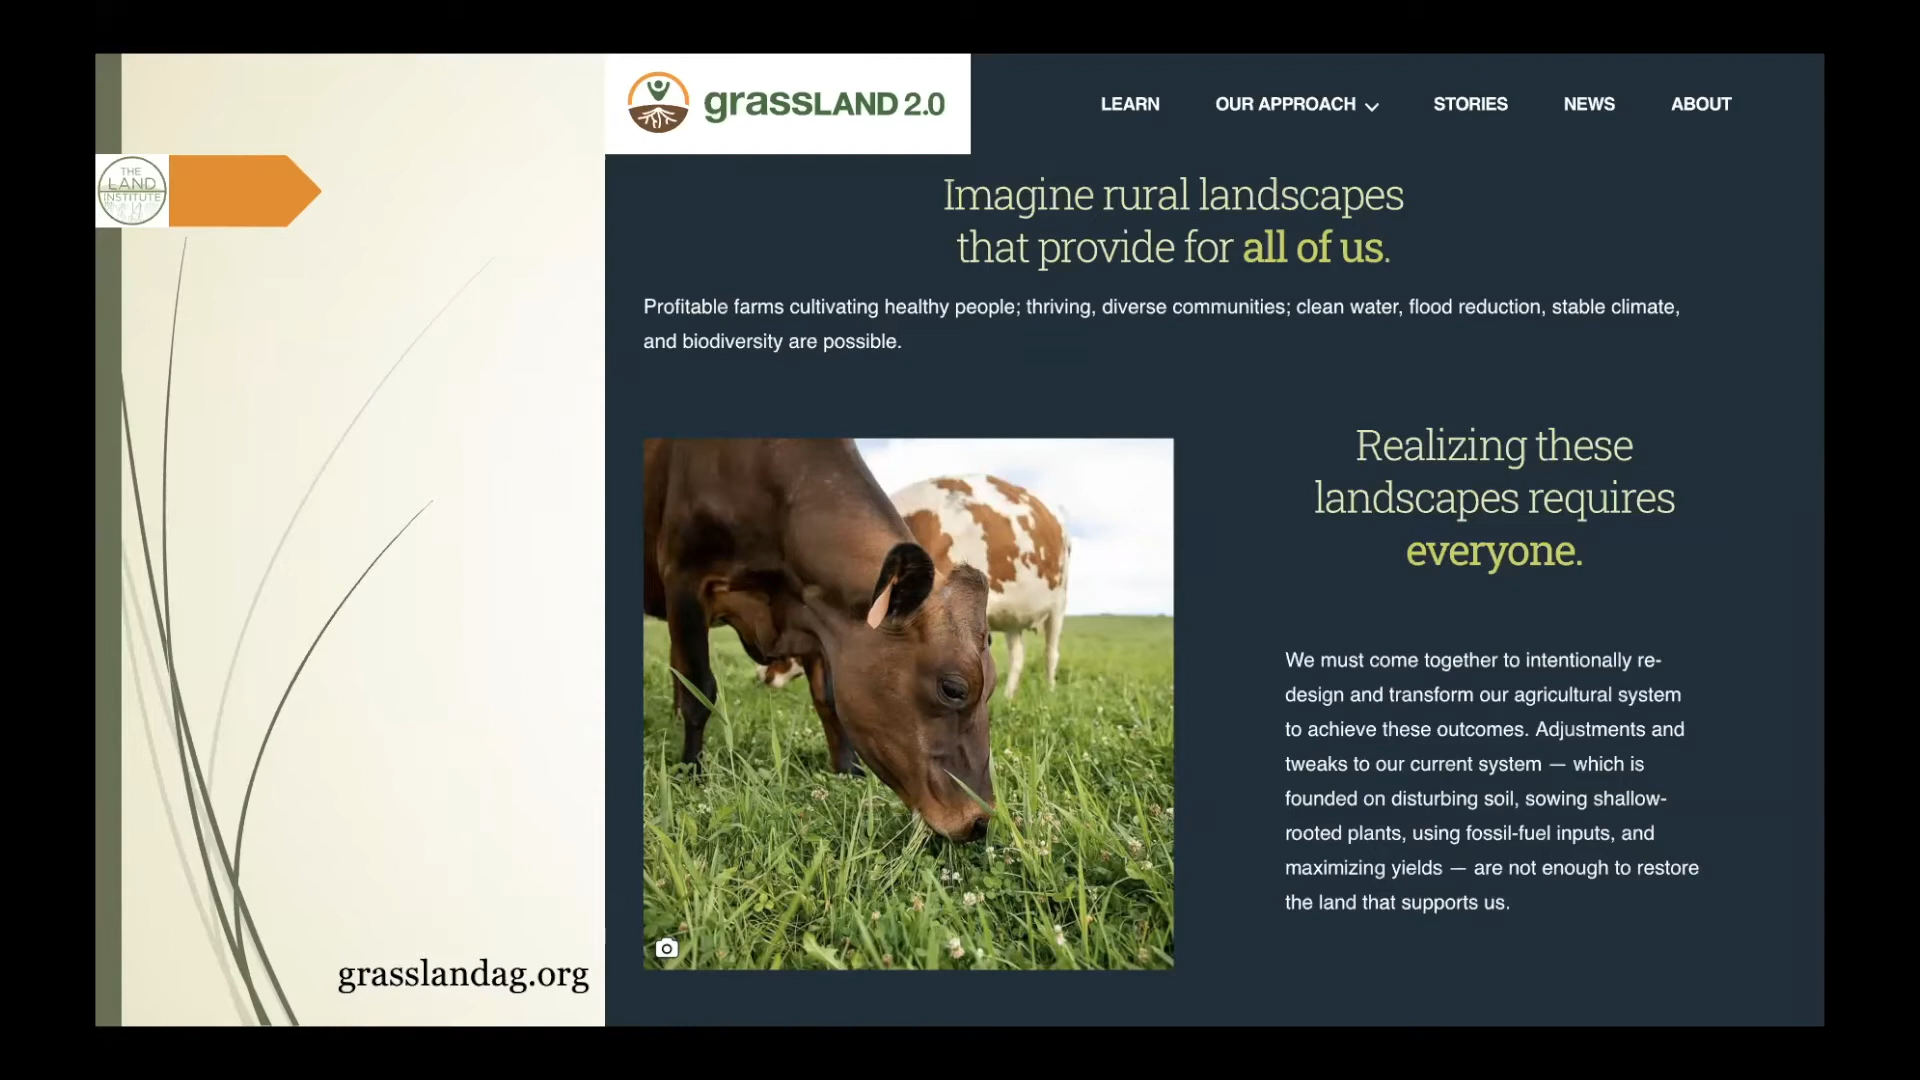 THE
LAND
INSTITUTE
grassLAND 2.0
LEARN
OUR APPROACH
STORIES
NEWS
ABOUT
Imagine rural landscapes
that provide for all of us.
Profitable farms cultivating healthy people; thriving, diverse communities; clean water, flood reduction, stable climate,
and biodiversity are possible.
Realizing these
landscapes requires
everyone.
We must come together to intentionally re-
design and transform our agricultural system
to achieve these outcomes. Adjustments and
tweaks to our current system — which is
founded on disturbing soil, sowing shallow-
rooted plants, using fossil-fuel inputs, and
maximizing yields — are not enough to restore
the land that supports us.
grasslandag.org